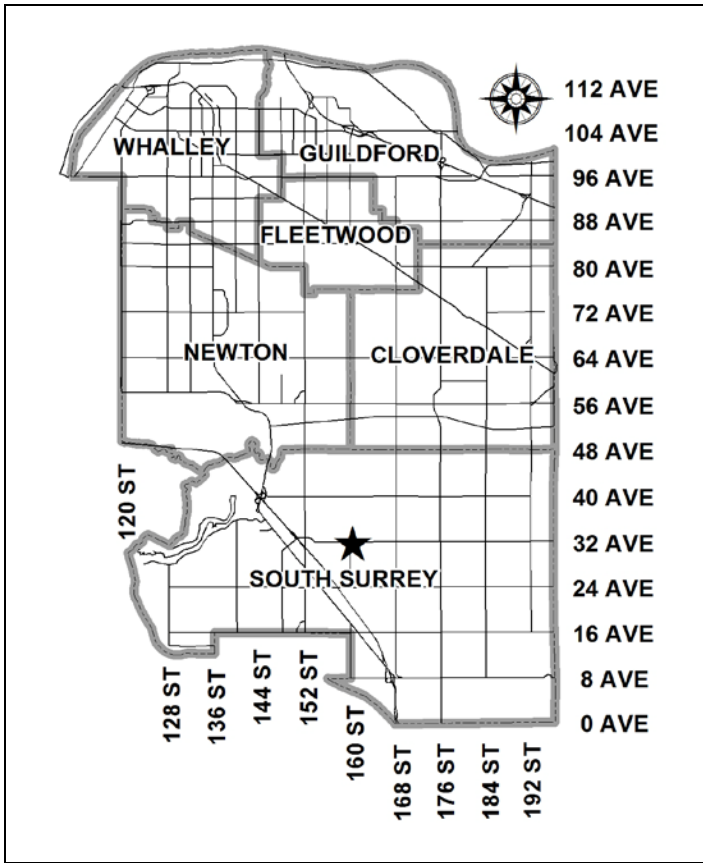 112 AVE
104 AVE
WHALLEY
GUILDFORD
96 AVE
88 AVE
FLEETWOOD
80 AVE
72 AVE
NEWTON
CLOVERDALE
64 AVE
56 AVE
48 AVE
120 ST
40 AVE
32 AVE
SOUTH SURREY
24 AVE
16 AVE
8 AVE
0 AVE
128 ST
136 ST
144 ST
152 ST
160 ST
168 ST
176 ST
184 ST
192 ST